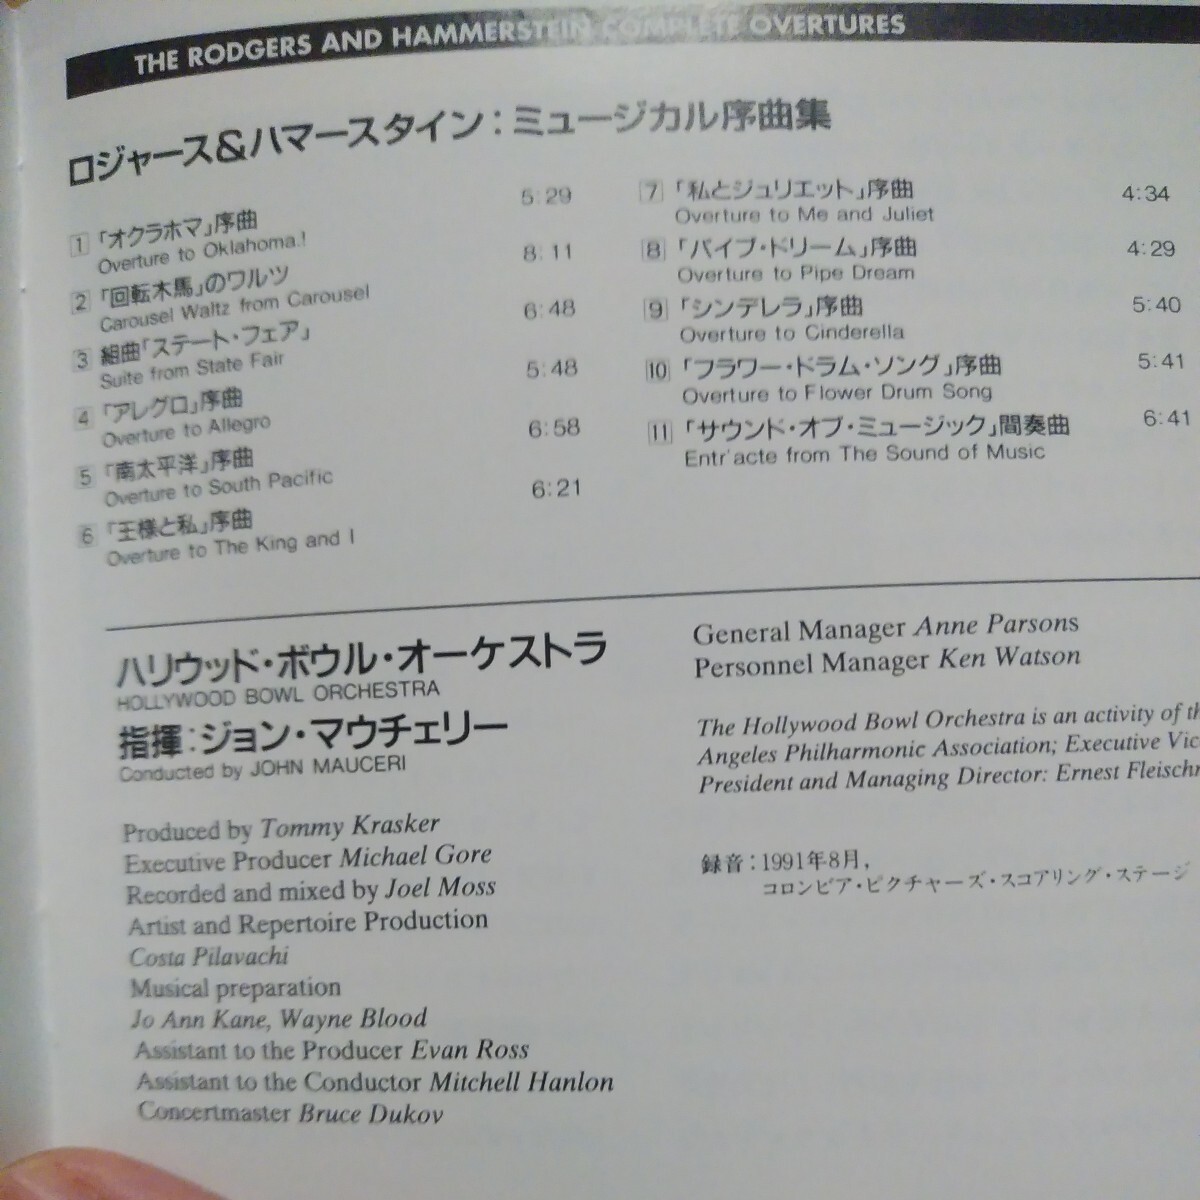 THE RODGERS AND HAMMERSTEIN COMPLETE OVERTURES
ロジャース&ハマースタイン:ミュージカル序曲集
1 「オクラホマ」序曲 5:29
Overture to Oklahoma!
2 「回転木馬」のワルツ 8:11
Carousel Waltz from Carousel
3 組曲「ステート・フェア」 6:48
Suite from State Fair
4 「アレグロ」序曲 5:48
Overture to Allegro
5 「南太平洋」序曲 6:58
Overture to South Pacific
6 「王様と私」序曲 6:21
Overture to The King and I
7 「私とジュリエット」序曲 4:34
Overture to Me and Juliet
8 「パイプ・ドリーム」序曲 4:29
Overture to Pipe Dream
9 「シンデレラ」序曲 5:40
Overture to Cinderella
10 「フラワー・ドラム・ソング」序曲 5:41
Overture to Flower Drum Song
11 「サウンド・オブ・ミュージック」間奏曲 6:41
Entr'acte from The Sound of Music
ハリウッド・ボウル・オーケストラ
HOLLYWOOD BOWL ORCHESTRA
指揮:ジョン・マウチェリー
Conducted by JOHN MAUCERI
Produced by Tommy Krasker
Executive Producer Michael Gore
Recorded and mixed by Joel Moss
Artist and Repertoire Production
Costa Pilavachi
Musical preparation
Jo Ann Kane, Wayne Blood
Assistant to the Producer Evan Ross
Assistant to the Conductor Mitchell Hanlon
Concertmaster Bruce Dukov
General Manager Anne Parsons
Personnel Manager Ken Watson
The Hollywood Bowl Orchestra is an activity of
Angeles Philharmonic Association; Executive
President and Managing Director: Ernest
録音:1991年8月,
コロンビア・ピクチャーズ・スコアリング・ステージ